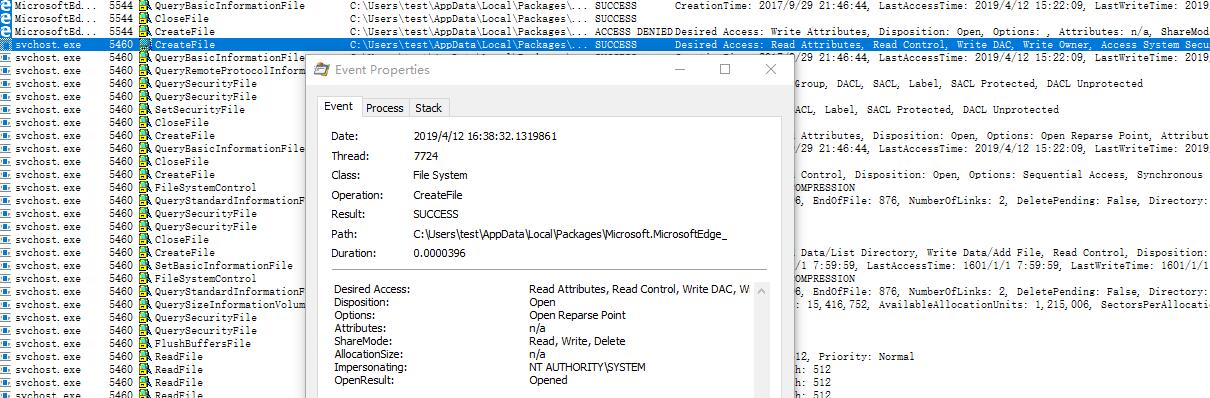 MicrosoftEd... 5544 QueryBasicInformationFile C:\Users\test\AppData\Local\Packages\... SUCCESS CreationTime: 2017/9/29 21:46:44, LastAccessTime: 2019/4/12 15:22:09, LastWriteTime: 2019
MicrosoftEd... 5544 CloseFile C:\Users\test\AppData\Local\Packages\... SUCCESS
MicrosoftEd... 5544 CreateFile C:\Users\test\AppData\Local\Packages\... ACCESS DENIED Desired Access: Write Attributes, Disposition: Open, Options: , Attributes: n/a, ShareMod
svchost.exe 5460 CreateFile C:\Users\test\AppData\Local\Packages\... SUCCESS Desired Access: Read Attributes, Read Control, Write DAC, Write Owner, Access System Secu
svchost.exe 5460 QueryBasicInformationFile 21:46:44, LastAccessTime: 2019/4/12 15:22:09, LastWriteTime: 2019
svchost.exe 5460 QueryRemoteProtocolInform
Event Properties
svchost.exe 5460 QuerySecurityFile Group, DACL, SACL, Label, SACL Protected, DACL Unprotected
svchost.exe 5460 QuerySecurityFile
Event Process Stack
svchost.exe 5460 SetSecurityFile ACL, Label, SACL Protected, DACL Unprotected
svchost.exe 5460 CloseFile
svchost.exe 5460 CreateFile Attributes, Disposition: Open, Options: Open Reparse Point, Attribut
Date: 2019/4/12 16:38:32.1319861
svchost.exe 5460 QueryBasicInformationFile 29 21:46:44, LastAccessTime: 2019/4/12 15:22:09, LastWriteTime: 2019
Thread: 7724
svchost.exe 5460 CloseFile
svchost.exe 5460 CreateFile Control, Disposition: Open, Options: Sequential Access, Synchronous
Class: File System
svchost.exe 5460 FileSystemControl OMPRESSION
Operation: CreateFile
svchost.exe 5460 QueryStandardInformationF 6, EndOfFile: 876, NumberOfLinks: 2, DeletePending: False, Directory:
Result: SUCCESS
svchost.exe 5460 QuerySecurityFile
svchost.exe 5460 QuerySecurityFile
Path: C:\Users\test\AppData\Local\Packages\Microsoft.MicrosoftEdge_
svchost.exe 5460 CloseFile
svchost.exe 5460 CreateFile Data/List Directory, Write Data/Add File, Read Control, Disposition:
Duration: 0.0000396
svchost.exe 5460 SetBasicInformationFile 1/1 7:59:59, LastAccessTime: 1601/1/1 7:59:59, LastWriteTime: 1601/1/1
svchost.exe 5460 FileSystemControl OMPRESSION
Desired Access: Read Attributes, Read Control, Write DAC, W
svchost.exe 5460 QueryStandardInformationF 6, EndOfFile: 876, NumberOfLinks: 2, DeletePending: False, Directory:
Disposition: Open
svchost.exe 5460 QuerySizeInformationVolum : 15,416,752, AvailableAllocationUnits: 1,215,006, SectorsPerAllocatio
Options: Open Reparse Point
svchost.exe 5460 QuerySecurityFile
Attributes: n/a
svchost.exe 5460 QuerySecurityFile
ShareMode: Read, Write, Delete
svchost.exe 5460 FlushBuffersFile
AllocationSize: n/a
svchost.exe 5460 ReadFile 12, Priority: Normal
Impersonating: NT AUTHORITY\SYSTEM
svchost.exe 5460 ReadFile h: 512
OpenResult: Opened
svchost.exe 5460 ReadFile h: 512
svchost.exe 5460 ReadFile h: 512